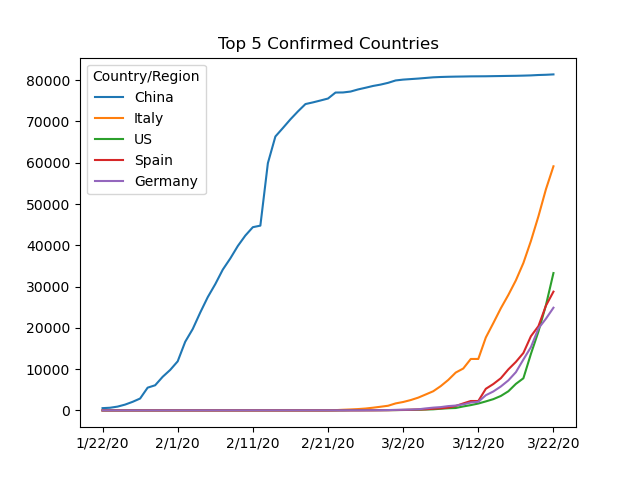 Top 5 Confirmed Countries
Country/Region
China
Italy
US
Spain
Germany
80000
70000
60000
50000
40000
30000
20000
10000
0
1/22/20 2/1/20 2/11/20 2/21/20 3/2/20 3/12/20 3/22/20